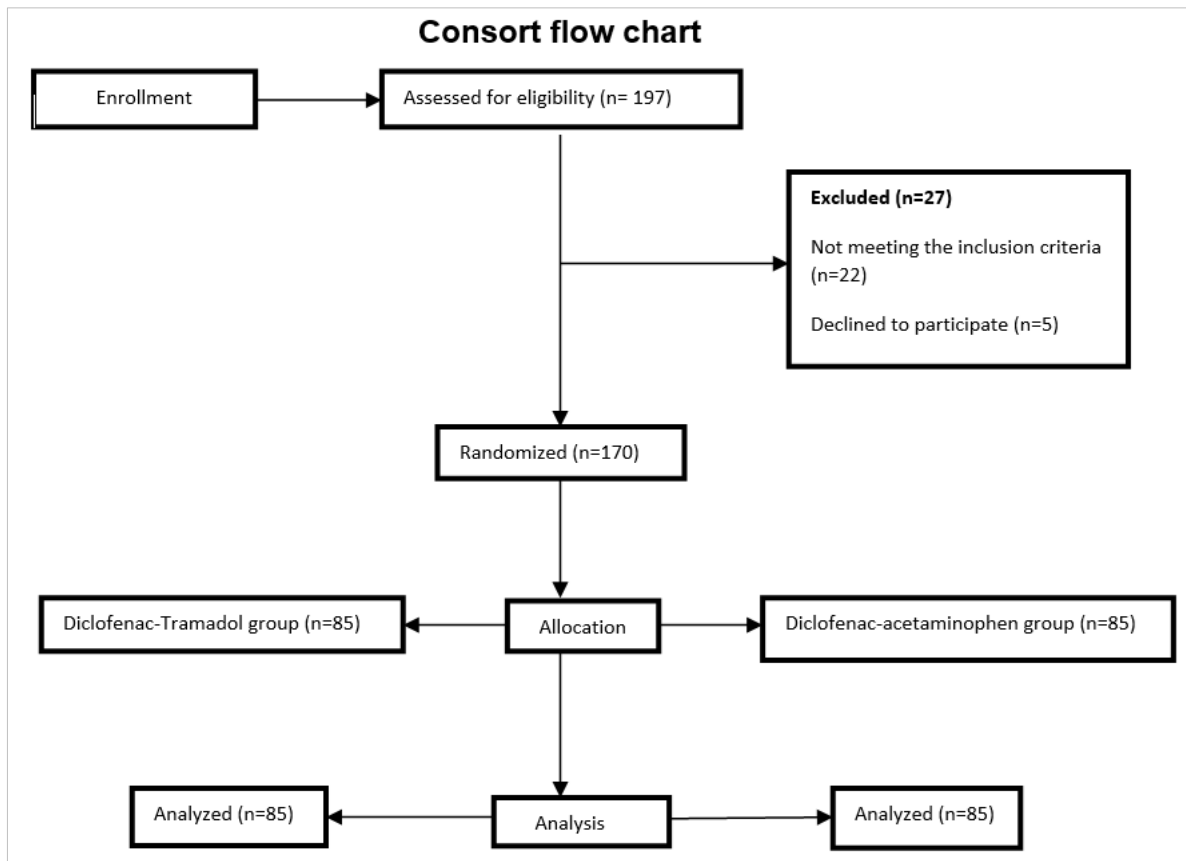 Consort flow chart
Enrollment
Assessed for eligibility (n= 197)
Excluded (n=27)
Not meeting the inclusion criteria
(n=22)
Declined to participate (n=5)
Randomized (n=170)
Diclofenac-Tramadol group (n=85)
Allocation
Diclofenac-acetaminophen group (n=85)
Analyzed (n=85)
Analysis
Analyzed (n=85)